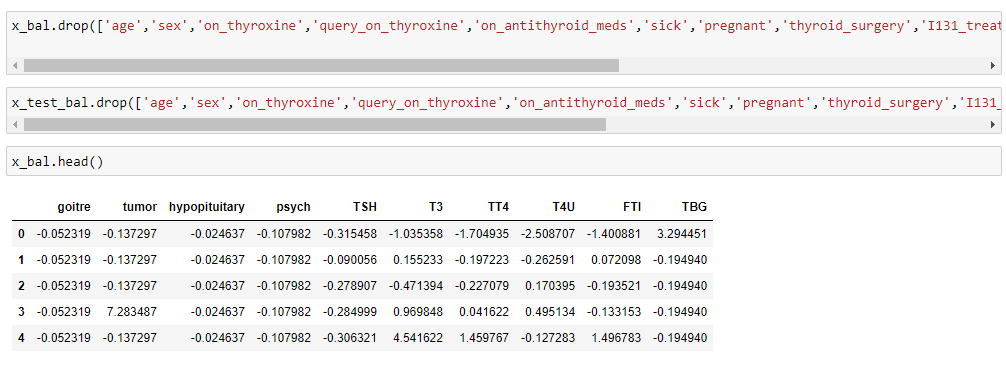 x_bal.drop(['age','sex','on_thyroxine','query_on_thyroxine','on_antithyroid_meds','sick','pregnant','thyroid_surgery','I131_treat
x_test_bal.drop(['age','sex','on_thyroxine','query_on_thyroxine','on_antithyroid_meds','sick','pregnant','thyroid_surgery','I131_
x_bal.head()
goitre tumor hypopituitary psych TSH T3 TT4 T4U FTI TBG
0 -0.052319 -0.137297 -0.024637 -0.107982 -0.315458 -1.035358 -1.704935 -2.508707 -1.400881 3.294451
1 -0.052319 -0.137297 -0.024637 -0.107982 -0.090056 0.155233 -0.197223 -0.262591 0.072098 -0.194940
2 -0.052319 -0.137297 -0.024637 -0.107982 -0.278907 -0.471394 -0.227079 0.170395 -0.193521 -0.194940
3 -0.052319 7.283487 -0.024637 -0.107982 -0.284999 0.969848 0.041622 0.495134 -0.133153 -0.194940
4 -0.052319 -0.137297 -0.024637 -0.107982 -0.306321 4.541622 1.459767 -0.127283 1.496783 -0.194940